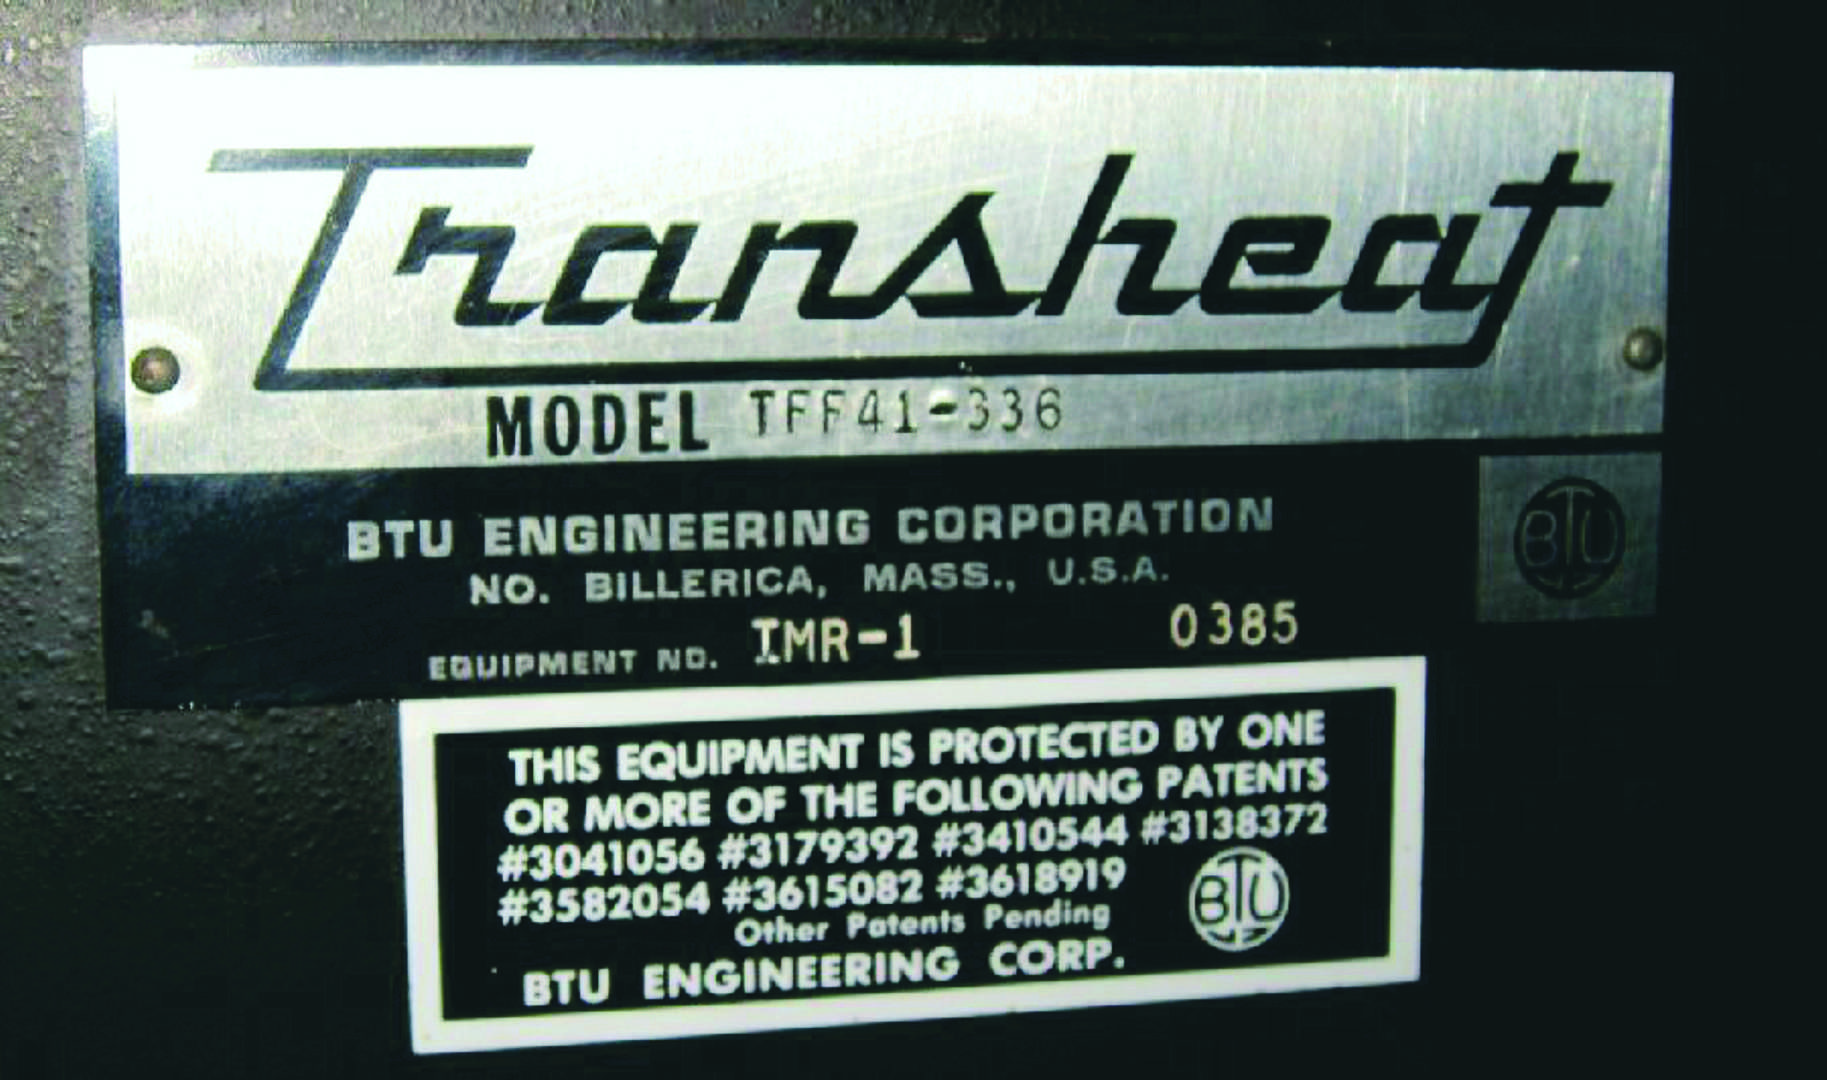 Transheat
MODEL TFF41-336
BTU ENGINEERING CORPORATION
NO. BILLERICA, MASS., U.S.A.
EQUIPMENT NO. IMR-1 0385
BTU
THIS EQUIPMENT IS PROTECTED BY ONE
OR MORE OF THE FOLLOWING PATENTS
#3041056 #3179392 #3410544 #3138372
#3582054 #3615082 #3618919
Other Patents Pending
BTU
BTU ENGINEERING CORP.